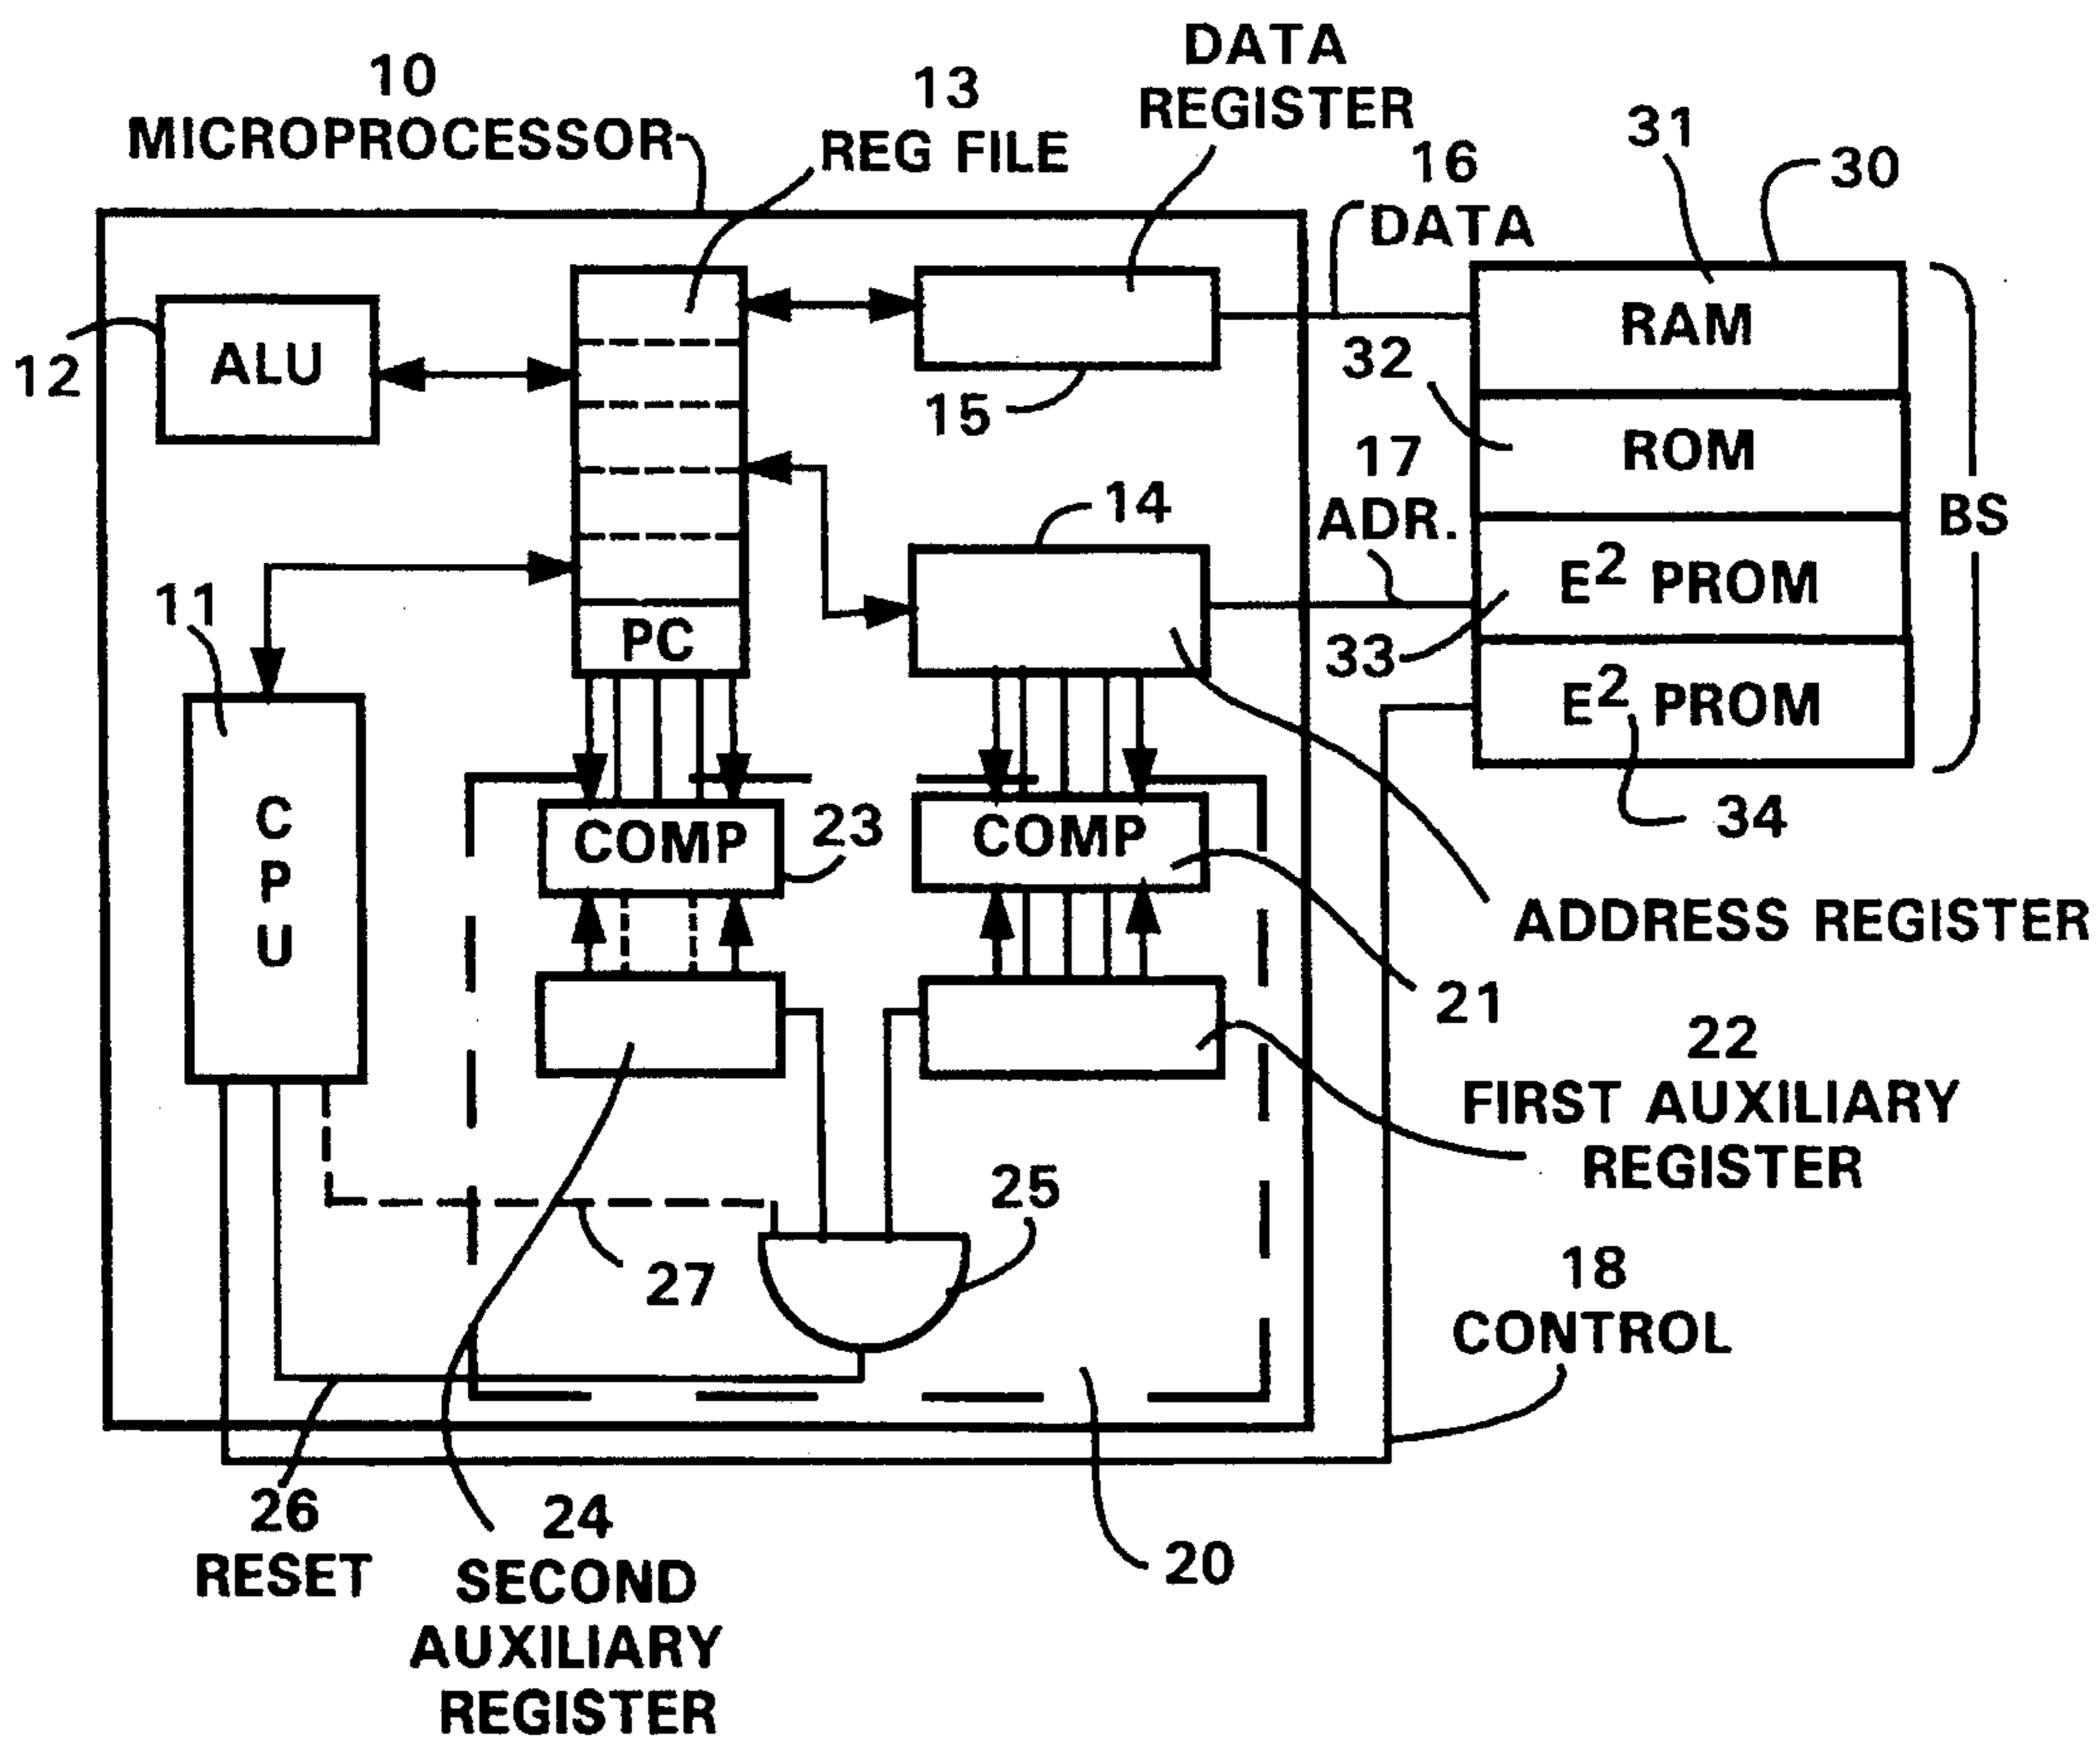 10
MICROPROCESSOR
13
REG FILE
DATA
REGISTER
16
DATA
31
30
12
ALU
15
32
17
ADR.
14
33
RAM
ROM
E² PROM
E² PROM
BS
34
11
PC
CPU
COMP
23
COMP
ADDRESS REGISTER
21
22
FIRST AUXILIARY
REGISTER
25
27
18
CONTROL
26
RESET
24
SECOND
AUXILIARY
REGISTER
20